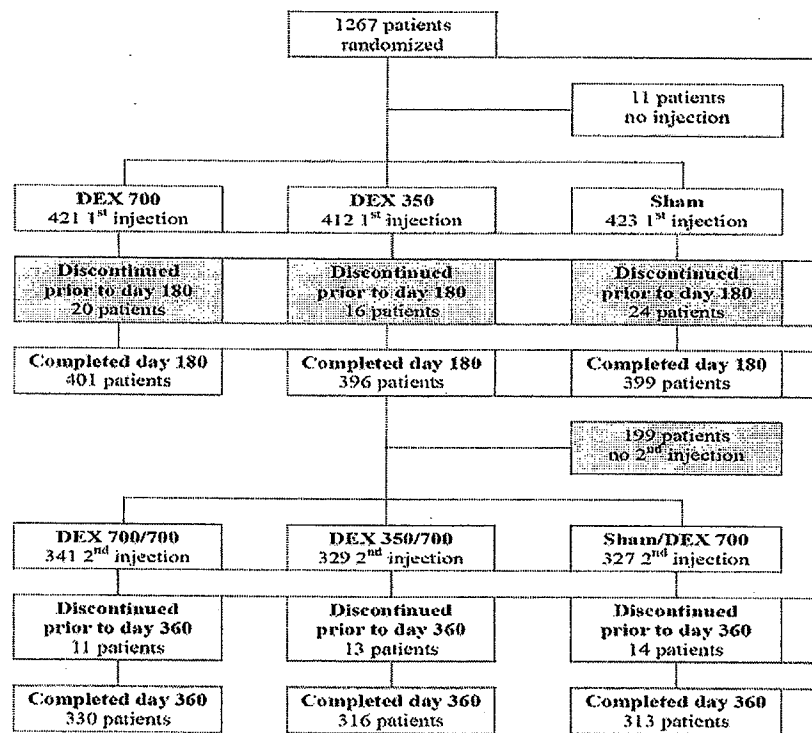 1267 patients
randomized
11 patients
no injection
DEX 700
421 1st injection
DEX 350
412 1st injection
Sham
423 1st injection
Discontinued
prior to day 180
20 patients
Discontinued
prior to day 180
16 patients
Discontinued
prior to day 180
24 patients
Completed day 180
401 patients
Completed day 180
396 patients
Completed day 180
399 patients
199 patients
no 2nd injection
DEX 700/700
341 2nd injection
DEX 350/700
329 2nd injection
Sham/DEX 700
327 2nd injection
Discontinued
prior to day 360
11 patients
Discontinued
prior to day 360
13 patients
Discontinued
prior to day 360
14 patients
Completed day 360
330 patients
Completed day 360
316 patients
Completed day 360
313 patients